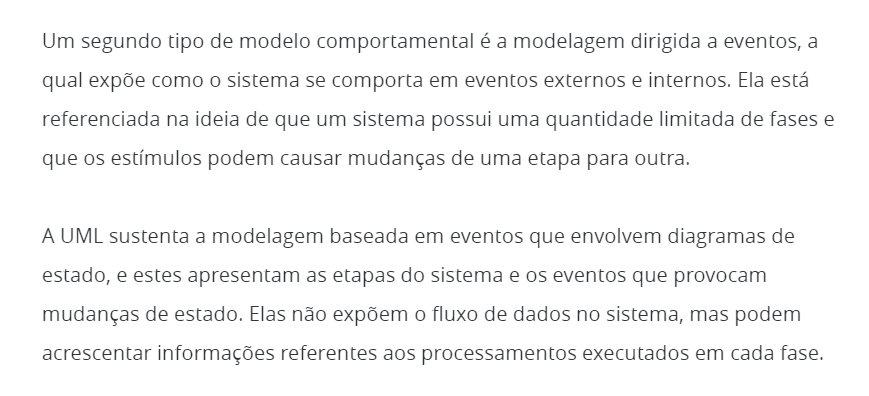 Um segundo tipo de modelo comportamental é a modelagem dirigida a eventos, a
qual expõe como o sistema se comporta em eventos externos e internos. Ela está
referenciada na ideia de que um sistema possui uma quantidade limitada de fases e
que os estímulos podem causar mudanças de uma etapa para outra.
A UML sustenta a modelagem baseada em eventos que envolvem diagramas de
estado, e estes apresentam as etapas do sistema e os eventos que provocam
mudanças de estado. Elas não expõem o fluxo de dados no sistema, mas podem
acrescentar informações referentes aos processamentos executados em cada fase.